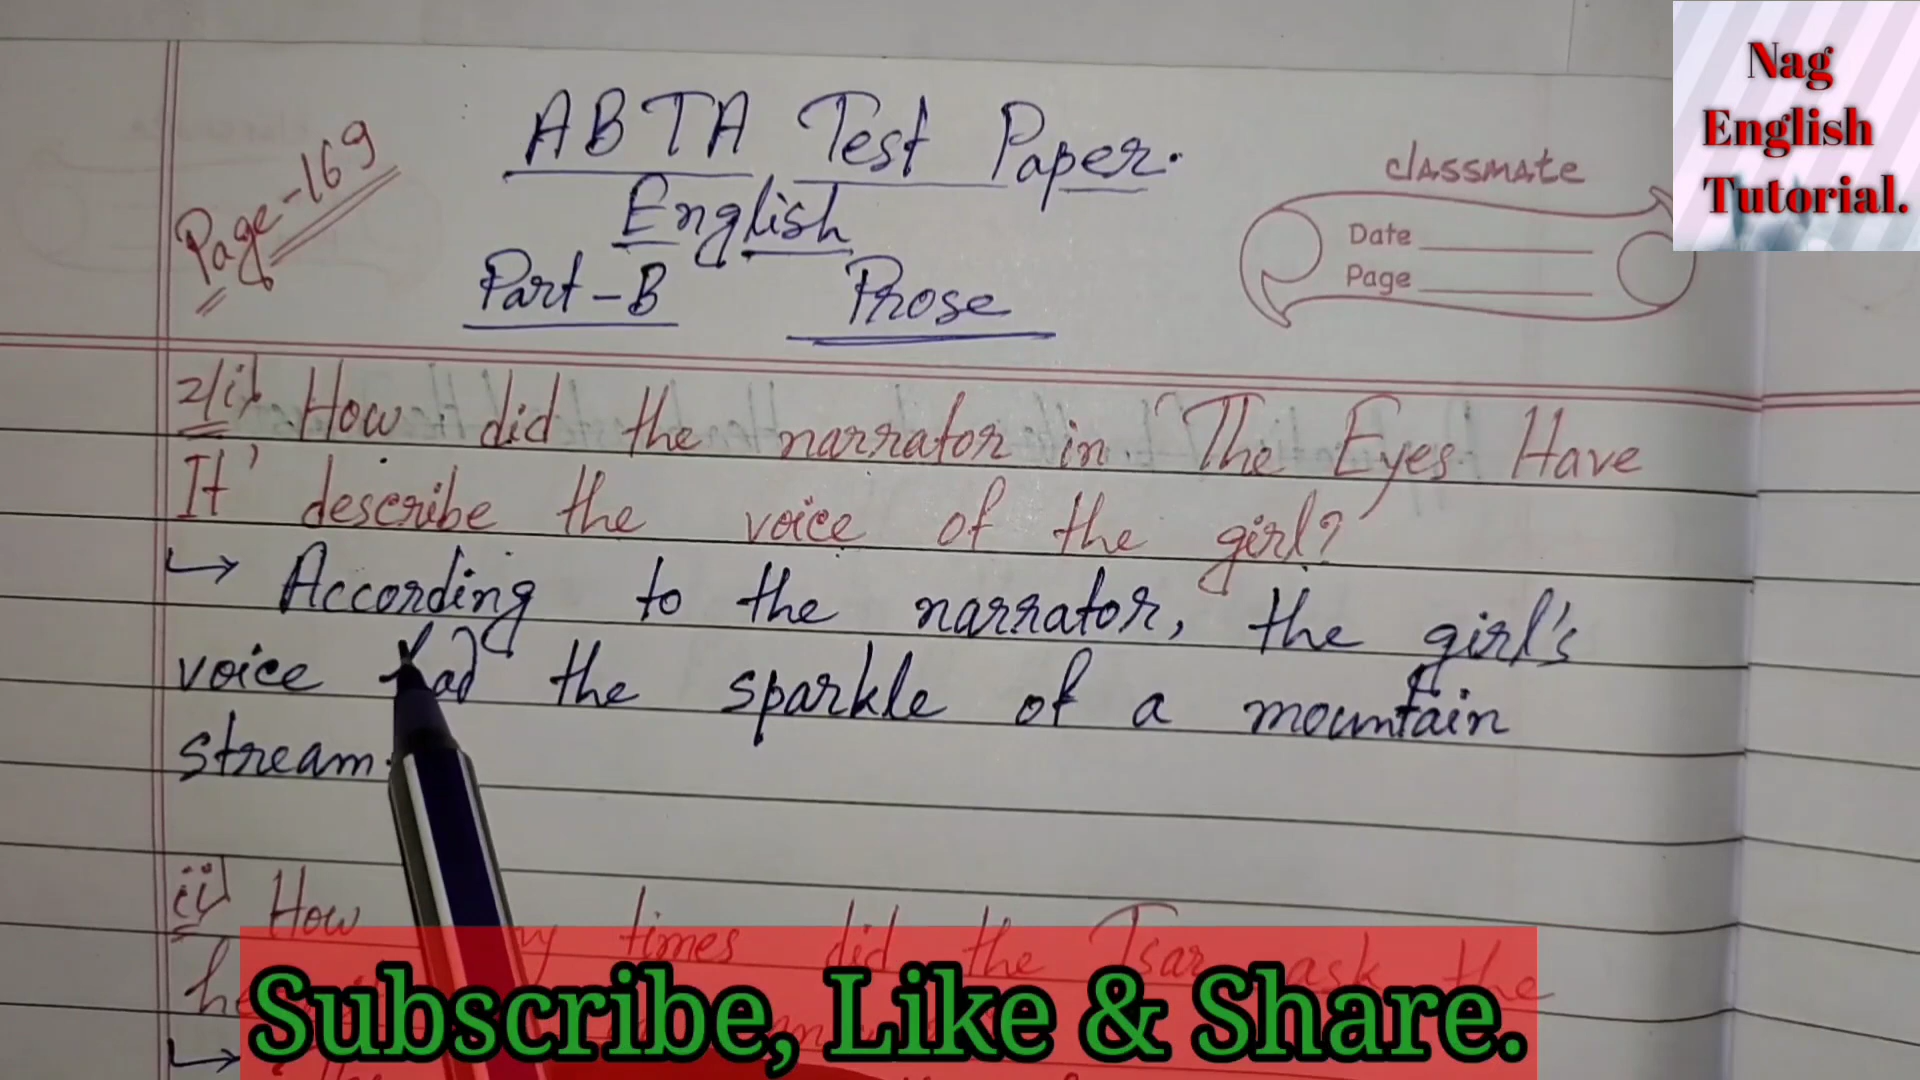 Nag
English
Tutorial.
Page-169
ABTA Test Paper.
English
Part-B Prose
classmate
Date
Page
2/i) How did the narrator in 'The Eyes Have
It' describe the voice of the girl?
↳ According to the narrator, the girl's
voice had the sparkle of a mountain
stream.
ii) How times did the Tsar ask the
Subscribe, Like & Share.